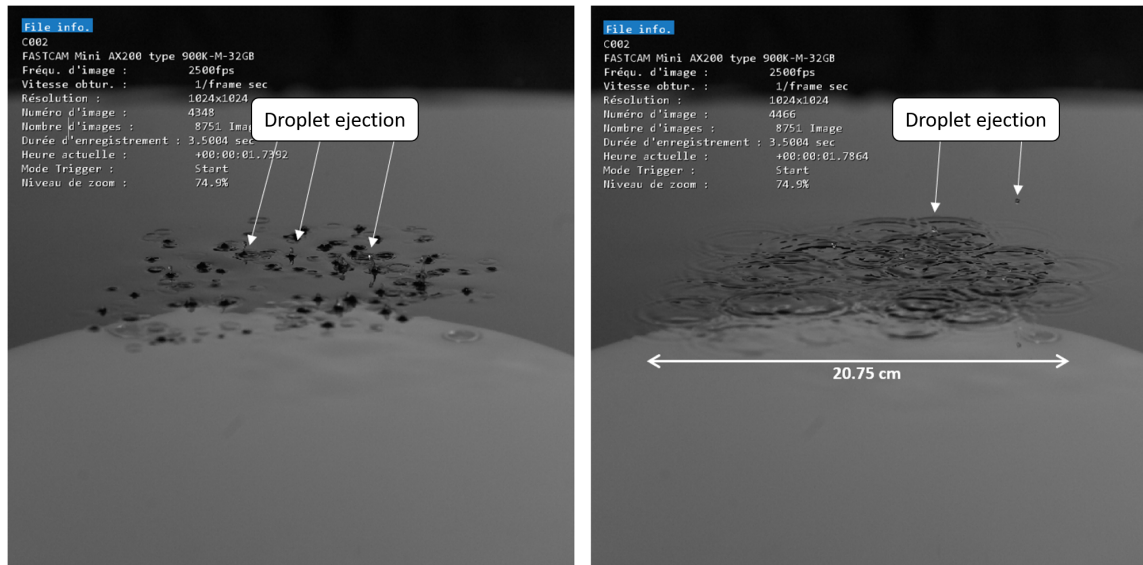 File info.
C002
FASTCAM Mini AX200 type 900K-M-32GB
Fréqu. d'image : 2500fps
Vitesse obtur. : 1/frame sec
Résolution : 1024x1024
Numéro d'image : 4348
Nombre d'images : 8751
Durée d'enregistrement : 3.5004 sec
Heure actuelle : +00:00:01.7392
Mode Trigger : Start
Niveau de zoom : 74.9%
Droplet ejection
File info.
C002
FASTCAM Mini AX200 type 900K-M-32GB
Fréqu. d'image : 2500fps
Vitesse obtur. : 1/frame sec
Résolution : 1024x1024
Numéro d'image : 4466
Nombre d'images : 8751 Image
Durée d'enregistrement : 3.5004 sec
Heure actuelle : +00:00:01.7864
Mode Trigger : Start
Niveau de zoom : 74.9%
Droplet ejection
20.75 cm